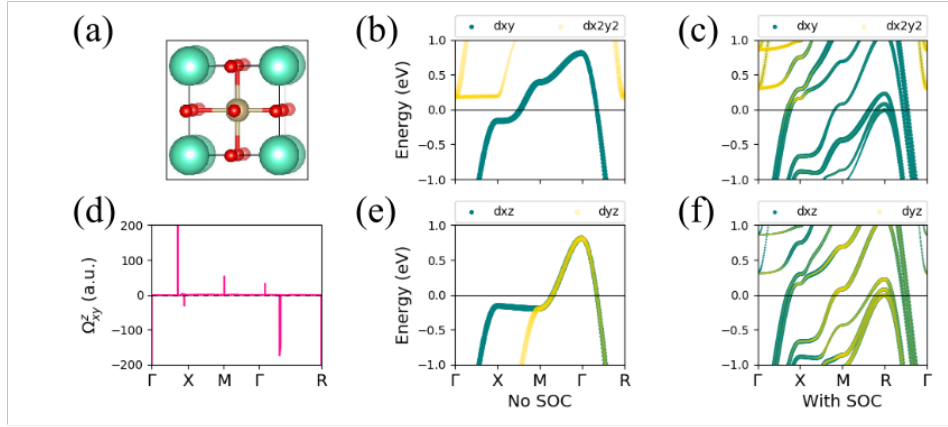 (a)
(b)
dxy dx2y2
Energy (eV)
1.0
0.5
0.0
−0.5
−1.0
Γ X M Γ R
(c)
dxy dx2y2
1.0
0.5
0.0
−0.5
−1.0
Γ X M R Γ
(d)
Ωᶻxy (a.u.)
200
100
0
−100
−200
Γ X M Γ R
(e)
dxz dyz
Energy (eV)
1.0
0.5
0.0
−0.5
−1.0
Γ X M Γ R
No SOC
(f)
dxz dyz
1.0
0.5
0.0
−0.5
−1.0
Γ X M R Γ
With SOC